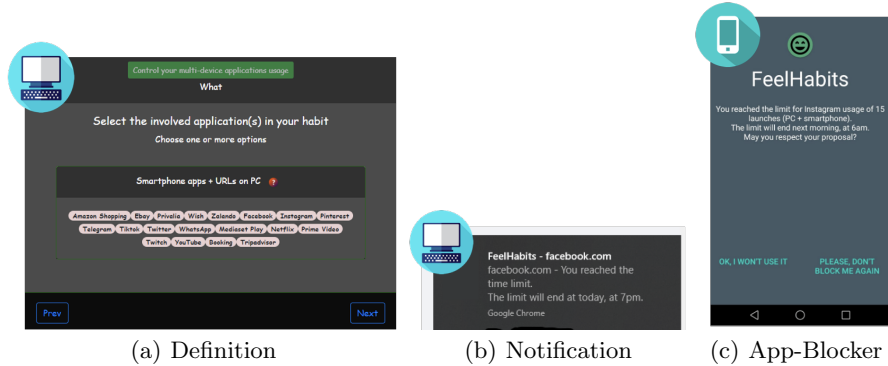 Control your multi-device applications usage
What
Select the involved application(s) in your habit
Choose one or more options
Smartphone apps + URLs on PC ?
Amazon Shopping Ebay Privalia Wish Zalando Facebook Instagram Pinterest
Telegram Tiktok Twitter WhatsApp Mediaset Play Netflix Prime Video
Twitch YouTube Booking Tripadvisor
Prev Next
(a) Definition
FeelHabits - facebook.com
facebook.com - You reached the
time limit.
The limit will end at today, at 7pm.
Google Chrome
(b) Notification
FeelHabits
You reached the limit for Instagram usage of 15
launches (PC + smartphone).
The limit will end next morning, at 6am.
May you respect your proposal?
OK, I WON'T USE IT
PLEASE, DON'T
BLOCK ME AGAIN
(c) App-Blocker